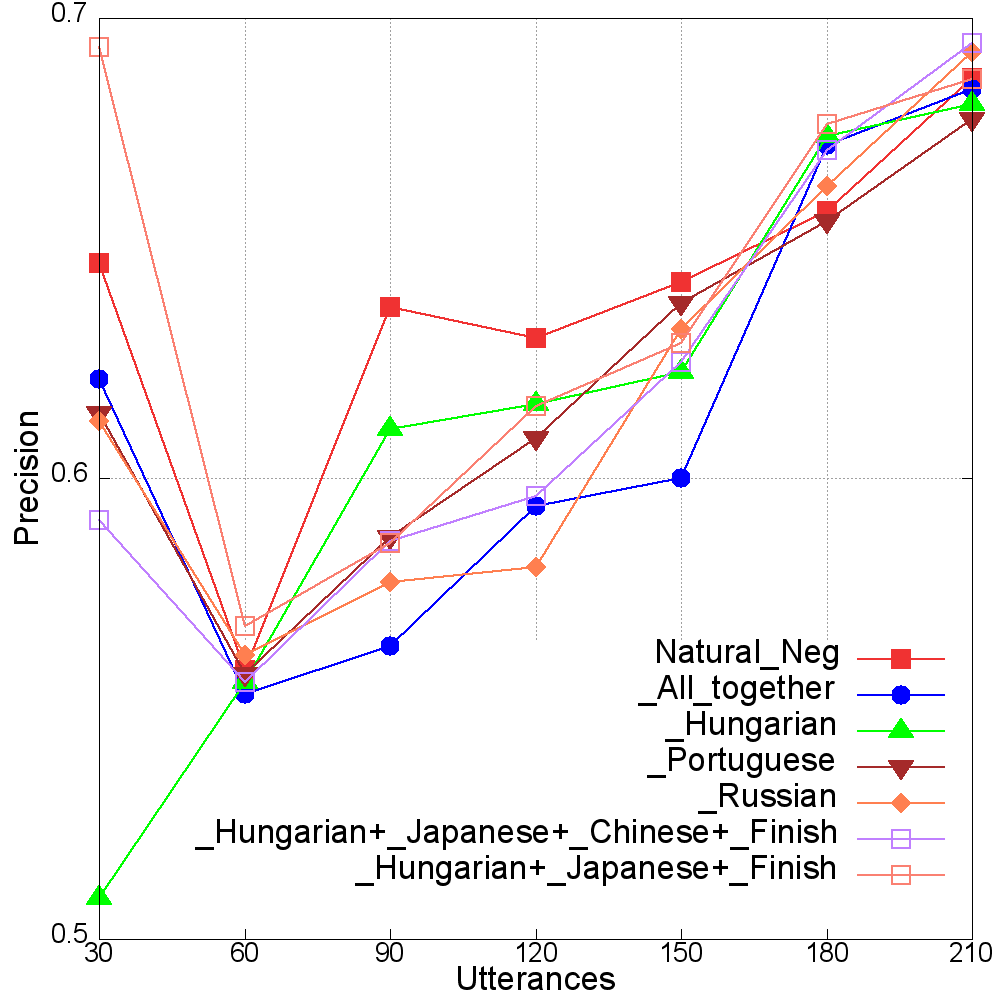 0.7
0.6
0.5
Precision
30 60 90 120 150 180 210
Utterances
Natural_Neg
_All_together
_Hungarian
_Portuguese
_Russian
_Hungarian+_Japanese+_Chinese+_Finish
_Hungarian+_Japanese+_Finish